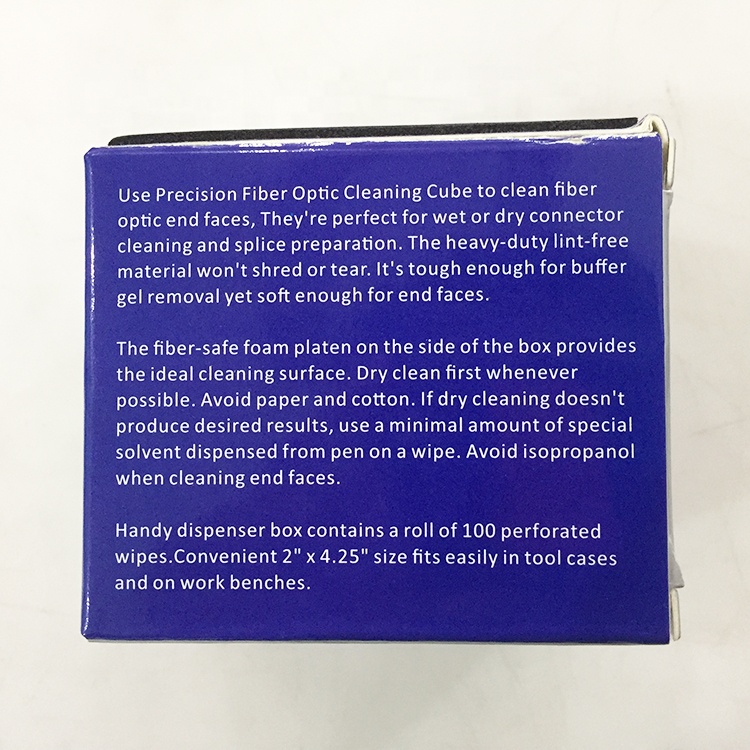 Use Precision Fiber Optic Cleaning Cube to clean fiber
optic end faces, They're perfect for wet or dry connector
cleaning and splice preparation. The heavy-duty lint-free
material won't shred or tear. It's tough enough for buffer
gel removal yet soft enough for end faces.
The fiber-safe foam platen on the side of the box provides
the ideal cleaning surface. Dry clean first whenever
possible. Avoid paper and cotton. If dry cleaning doesn't
produce desired results, use a minimal amount of special
solvent dispensed from pen on a wipe. Avoid isopropanol
when cleaning end faces.
Handy dispenser box contains a roll of 100 perforated
wipes.Convenient 2" x 4.25" size fits easily in tool cases
and on work benches.